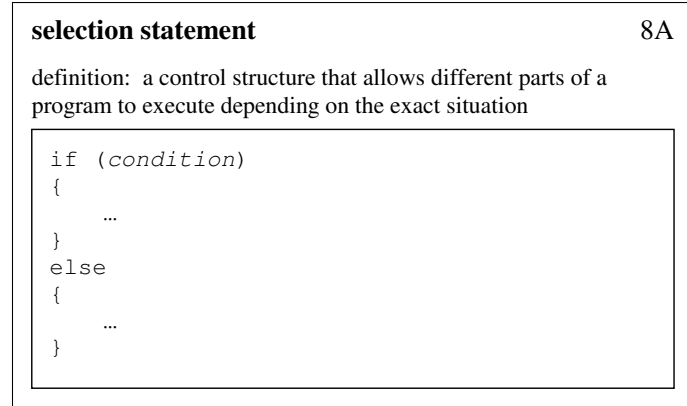 selection statement 8A
definition: a control structure that allows different parts of a
program to execute depending on the exact situation
if (condition)
{
    …
}
else
{
    …
}